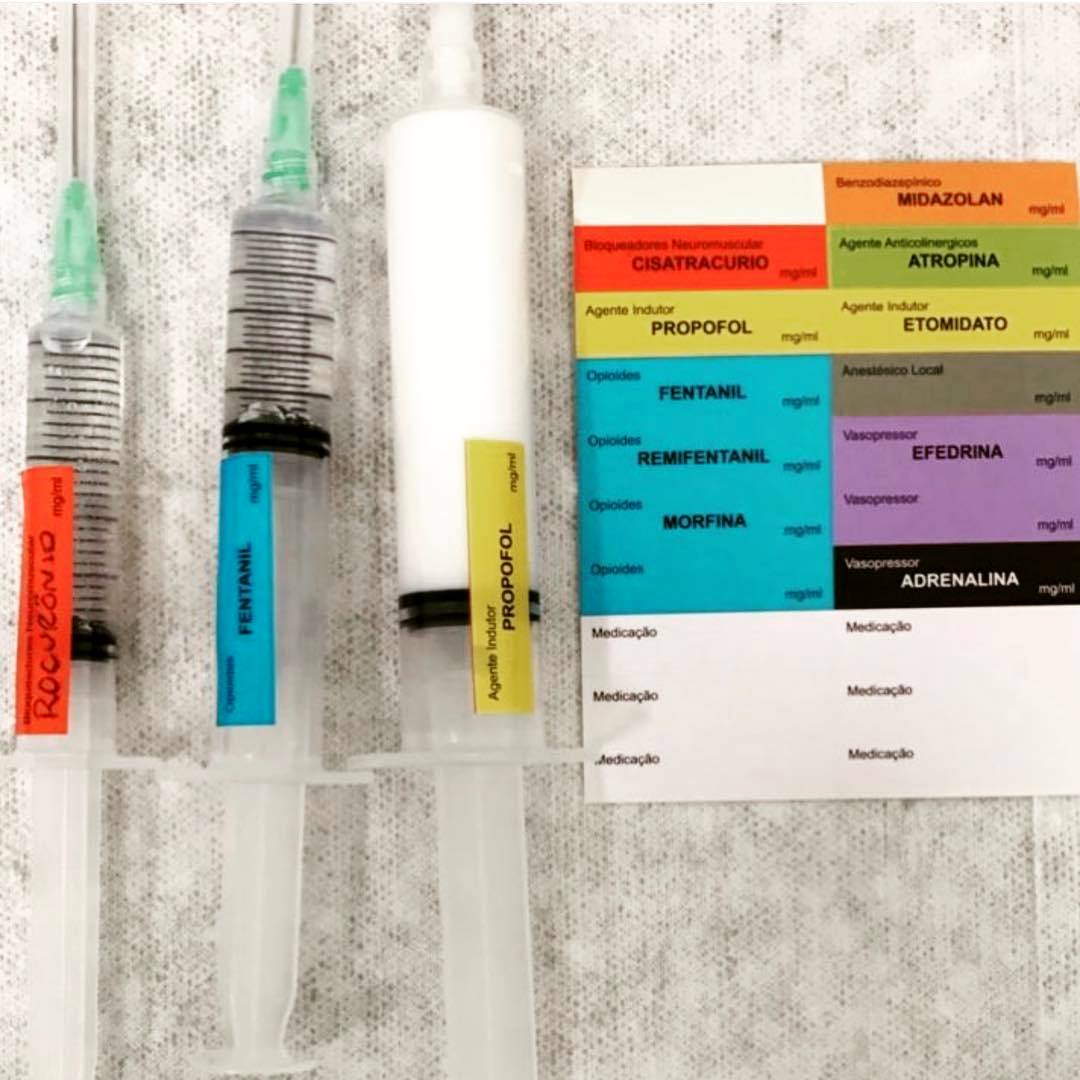 Bloqueadores Neuromuscular
ROCURÔNIO
mg/ml
Opioides
FENTANIL
mg/ml
Agente Indutor
PROPOFOL
mg/ml
Benzodiazepínico
MIDAZOLAN
mg/ml
Bloqueadores Neuromuscular
CISATRACURIO
mg/ml
Agente Anticolinergicos
ATROPINA
mg/ml
Agente Indutor
PROPOFOL
mg/ml
Agente Indutor
ETOMIDATO
mg/ml
Opioides
FENTANIL
mg/ml
Anestésico Local
mg/ml
Opioides
REMIFENTANIL
mg/ml
Vasopressor
EFEDRINA
mg/ml
Opioides
MORFINA
mg/ml
Vasopressor
mg/ml
Opioides
mg/ml
Vasopressor
ADRENALINA
mg/ml
Medicação
Medicação
Medicação
Medicação
Medicação
Medicação